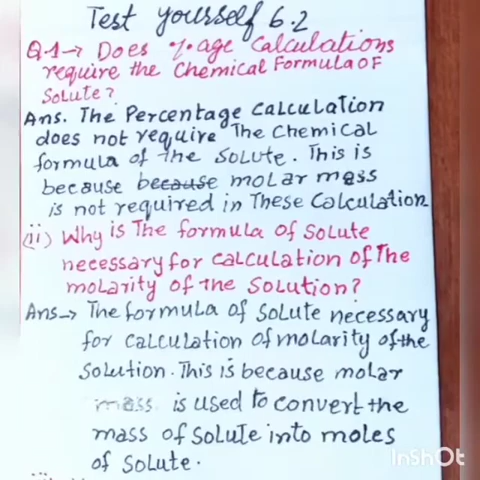 Test yourself 6.2
Q.1→ Does %age Calculations
require the Chemical Formula OF
Solute?
Ans. The Percentage calculation
does not require The Chemical
formula of the Solute. This is
because because molar mass
is not required in These Calculation
(ii) Why is The formula of Solute
necessary for calculation of The
molarity of the Solution?
Ans→ The formula of solute necessary
for calculation of molarity of the
Solution. This is because molar
mass is used to convert the
mass of solute into moles
of solute.
InShOt